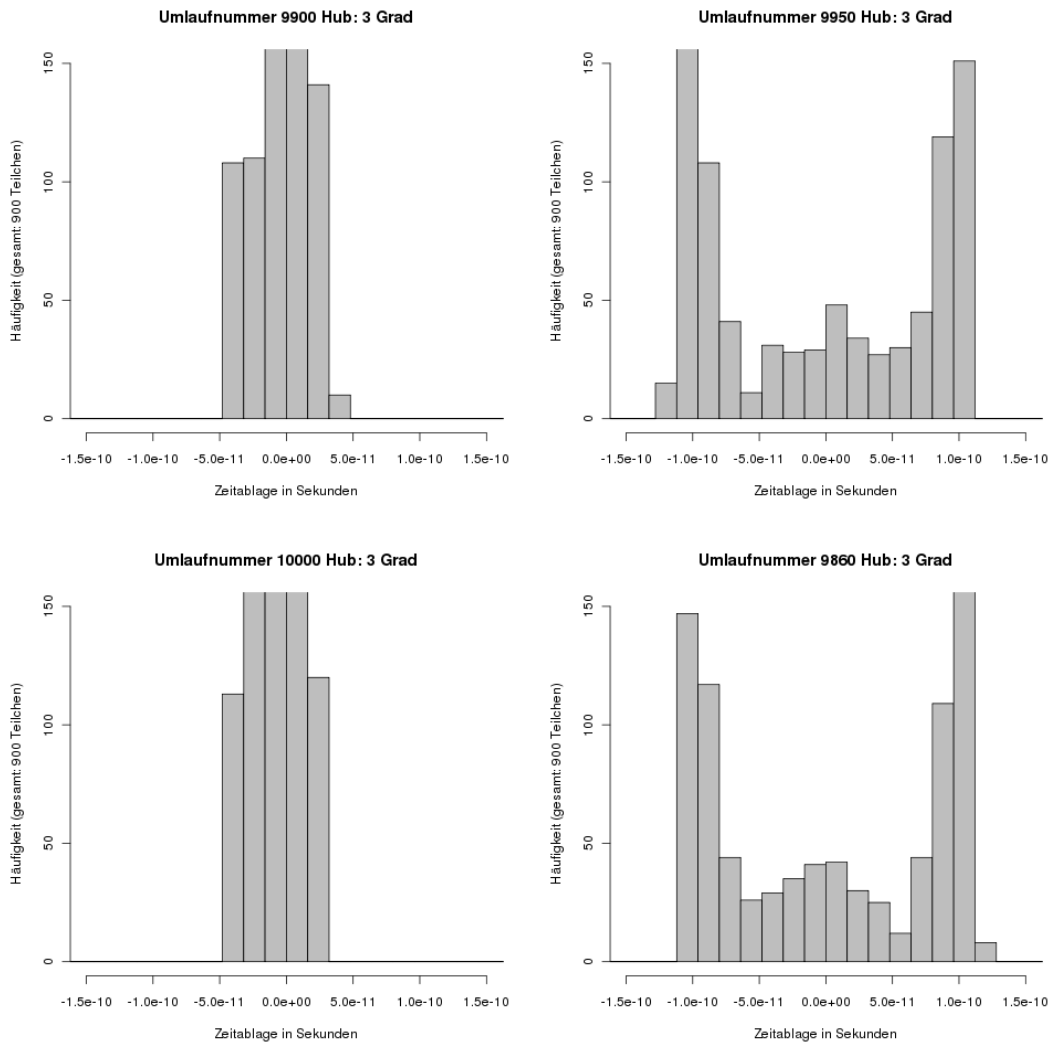 Umlaufnummer 9900 Hub: 3 Grad
Häufigkeit (gesamt: 900 Teilchen)
150
100
50
0
-1.5e-10 -1.0e-10 -5.0e-11 0.0e+00 5.0e-11 1.0e-10 1.5e-10
Zeitablage in Sekunden
Umlaufnummer 9950 Hub: 3 Grad
Häufigkeit (gesamt: 900 Teilchen)
150
100
50
0
-1.5e-10 -1.0e-10 -5.0e-11 0.0e+00 5.0e-11 1.0e-10 1.5e-10
Zeitablage in Sekunden
Umlaufnummer 10000 Hub: 3 Grad
Häufigkeit (gesamt: 900 Teilchen)
150
100
50
0
-1.5e-10 -1.0e-10 -5.0e-11 0.0e+00 5.0e-11 1.0e-10 1.5e-10
Zeitablage in Sekunden
Umlaufnummer 9860 Hub: 3 Grad
Häufigkeit (gesamt: 900 Teilchen)
150
100
50
0
-1.5e-10 -1.0e-10 -5.0e-11 0.0e+00 5.0e-11 1.0e-10 1.5e-10
Zeitablage in Sekunden